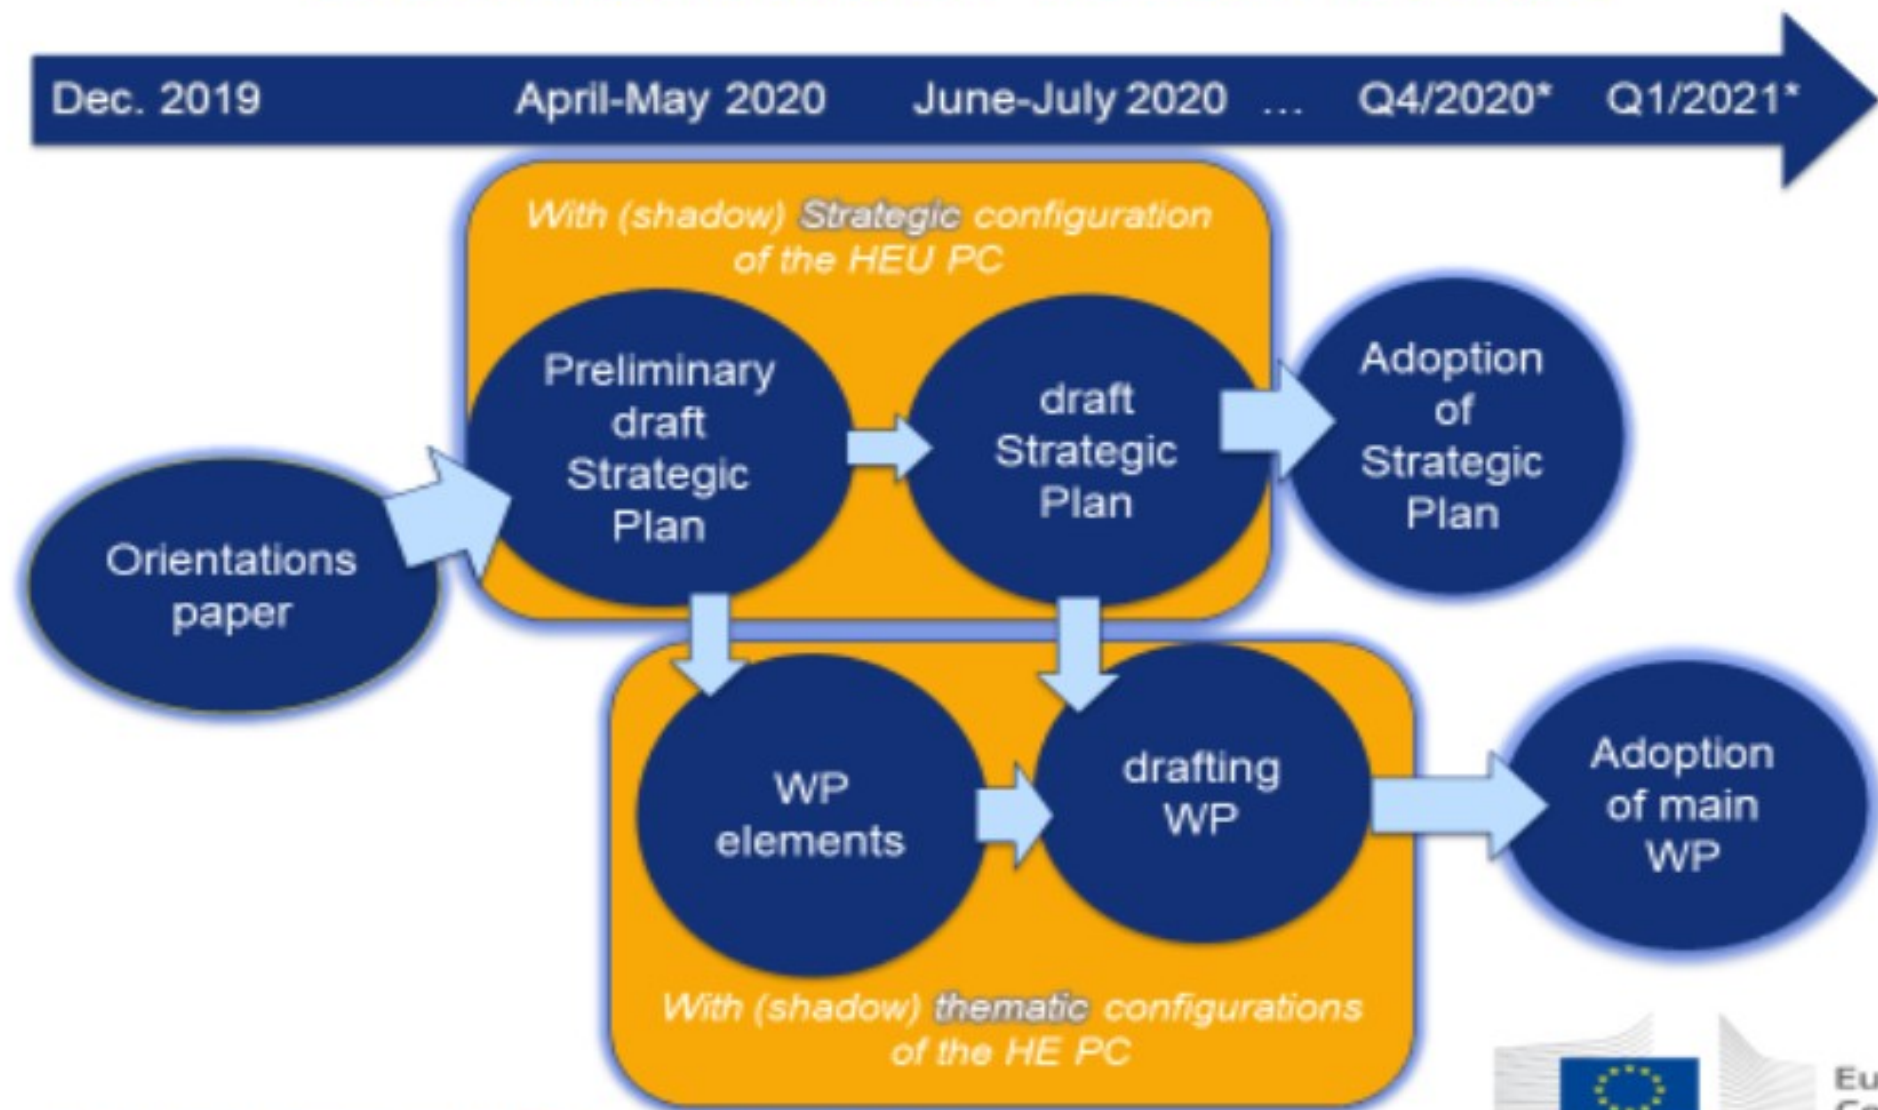 Dec. 2019 April-May 2020 June-July 2020 ... Q4/2020* Q1/2021*
With (shadow) Strategic configuration
of the HEU PC
Orientations
paper
Preliminary
draft
Strategic
Plan
draft
Strategic
Plan
Adoption
of
Strategic
Plan
WP
elements
drafting
WP
Adoption
of main
WP
With (shadow) thematic configurations
of the HE PC